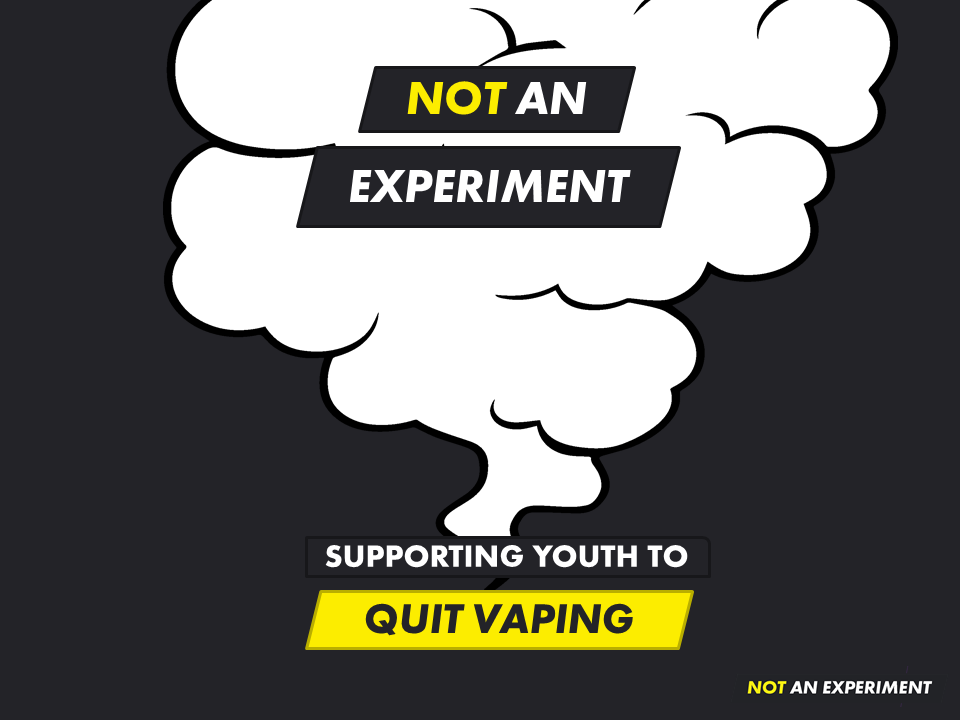 NOT AN
EXPERIMENT
SUPPORTING YOUTH TO
QUIT VAPING
NOT AN EXPERIMENT